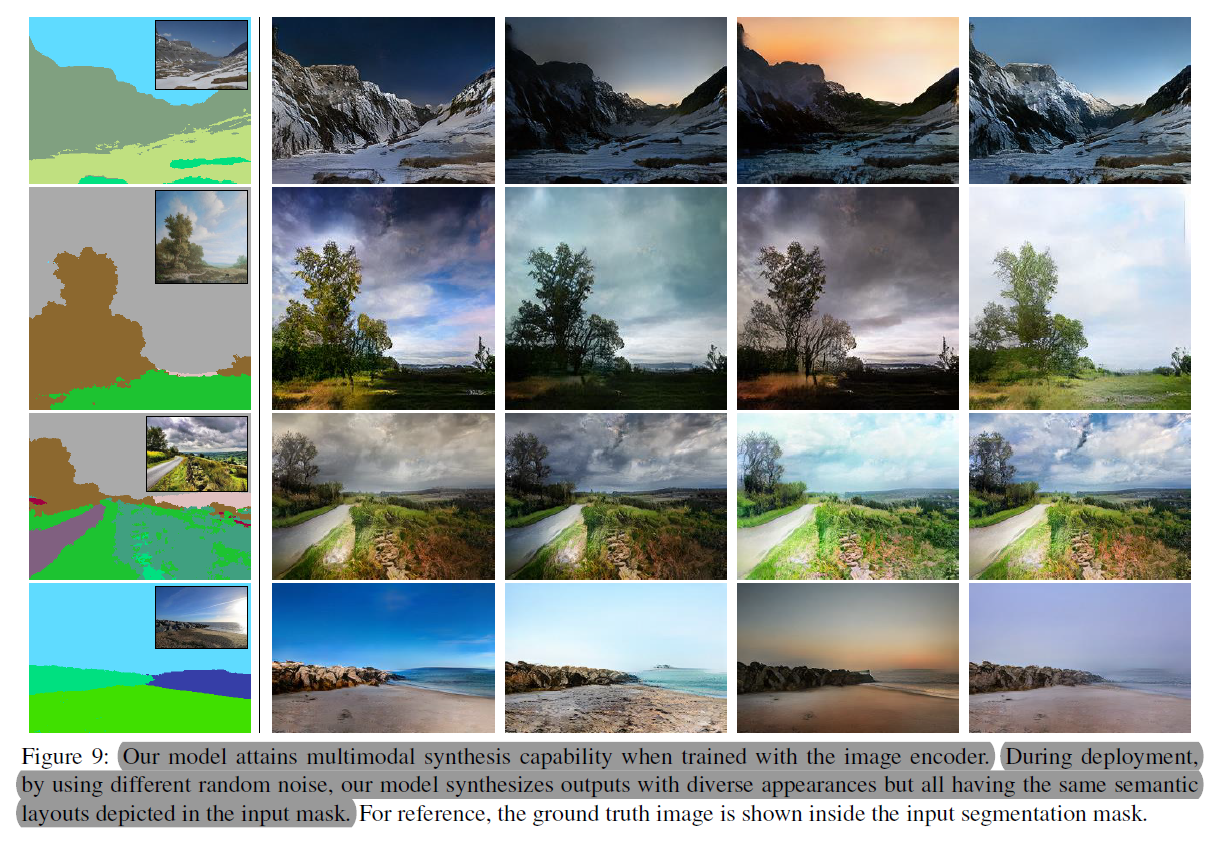 Figure 9: Our model attains multimodal synthesis capability when trained with the image encoder. During deployment,
by using different random noise, our model synthesizes outputs with diverse appearances but all having the same semantic
layouts depicted in the input mask. For reference, the ground truth image is shown inside the input segmentation mask.